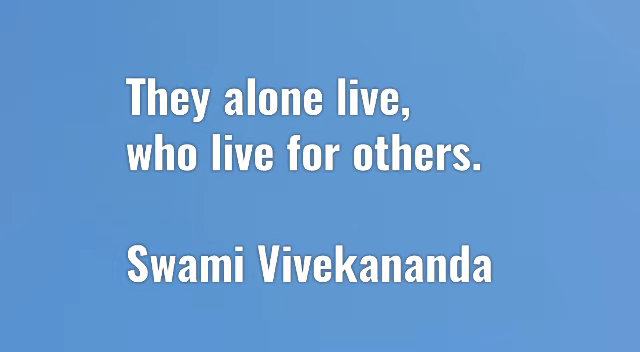 They alone live,
who live for others.
Swami Vivekananda